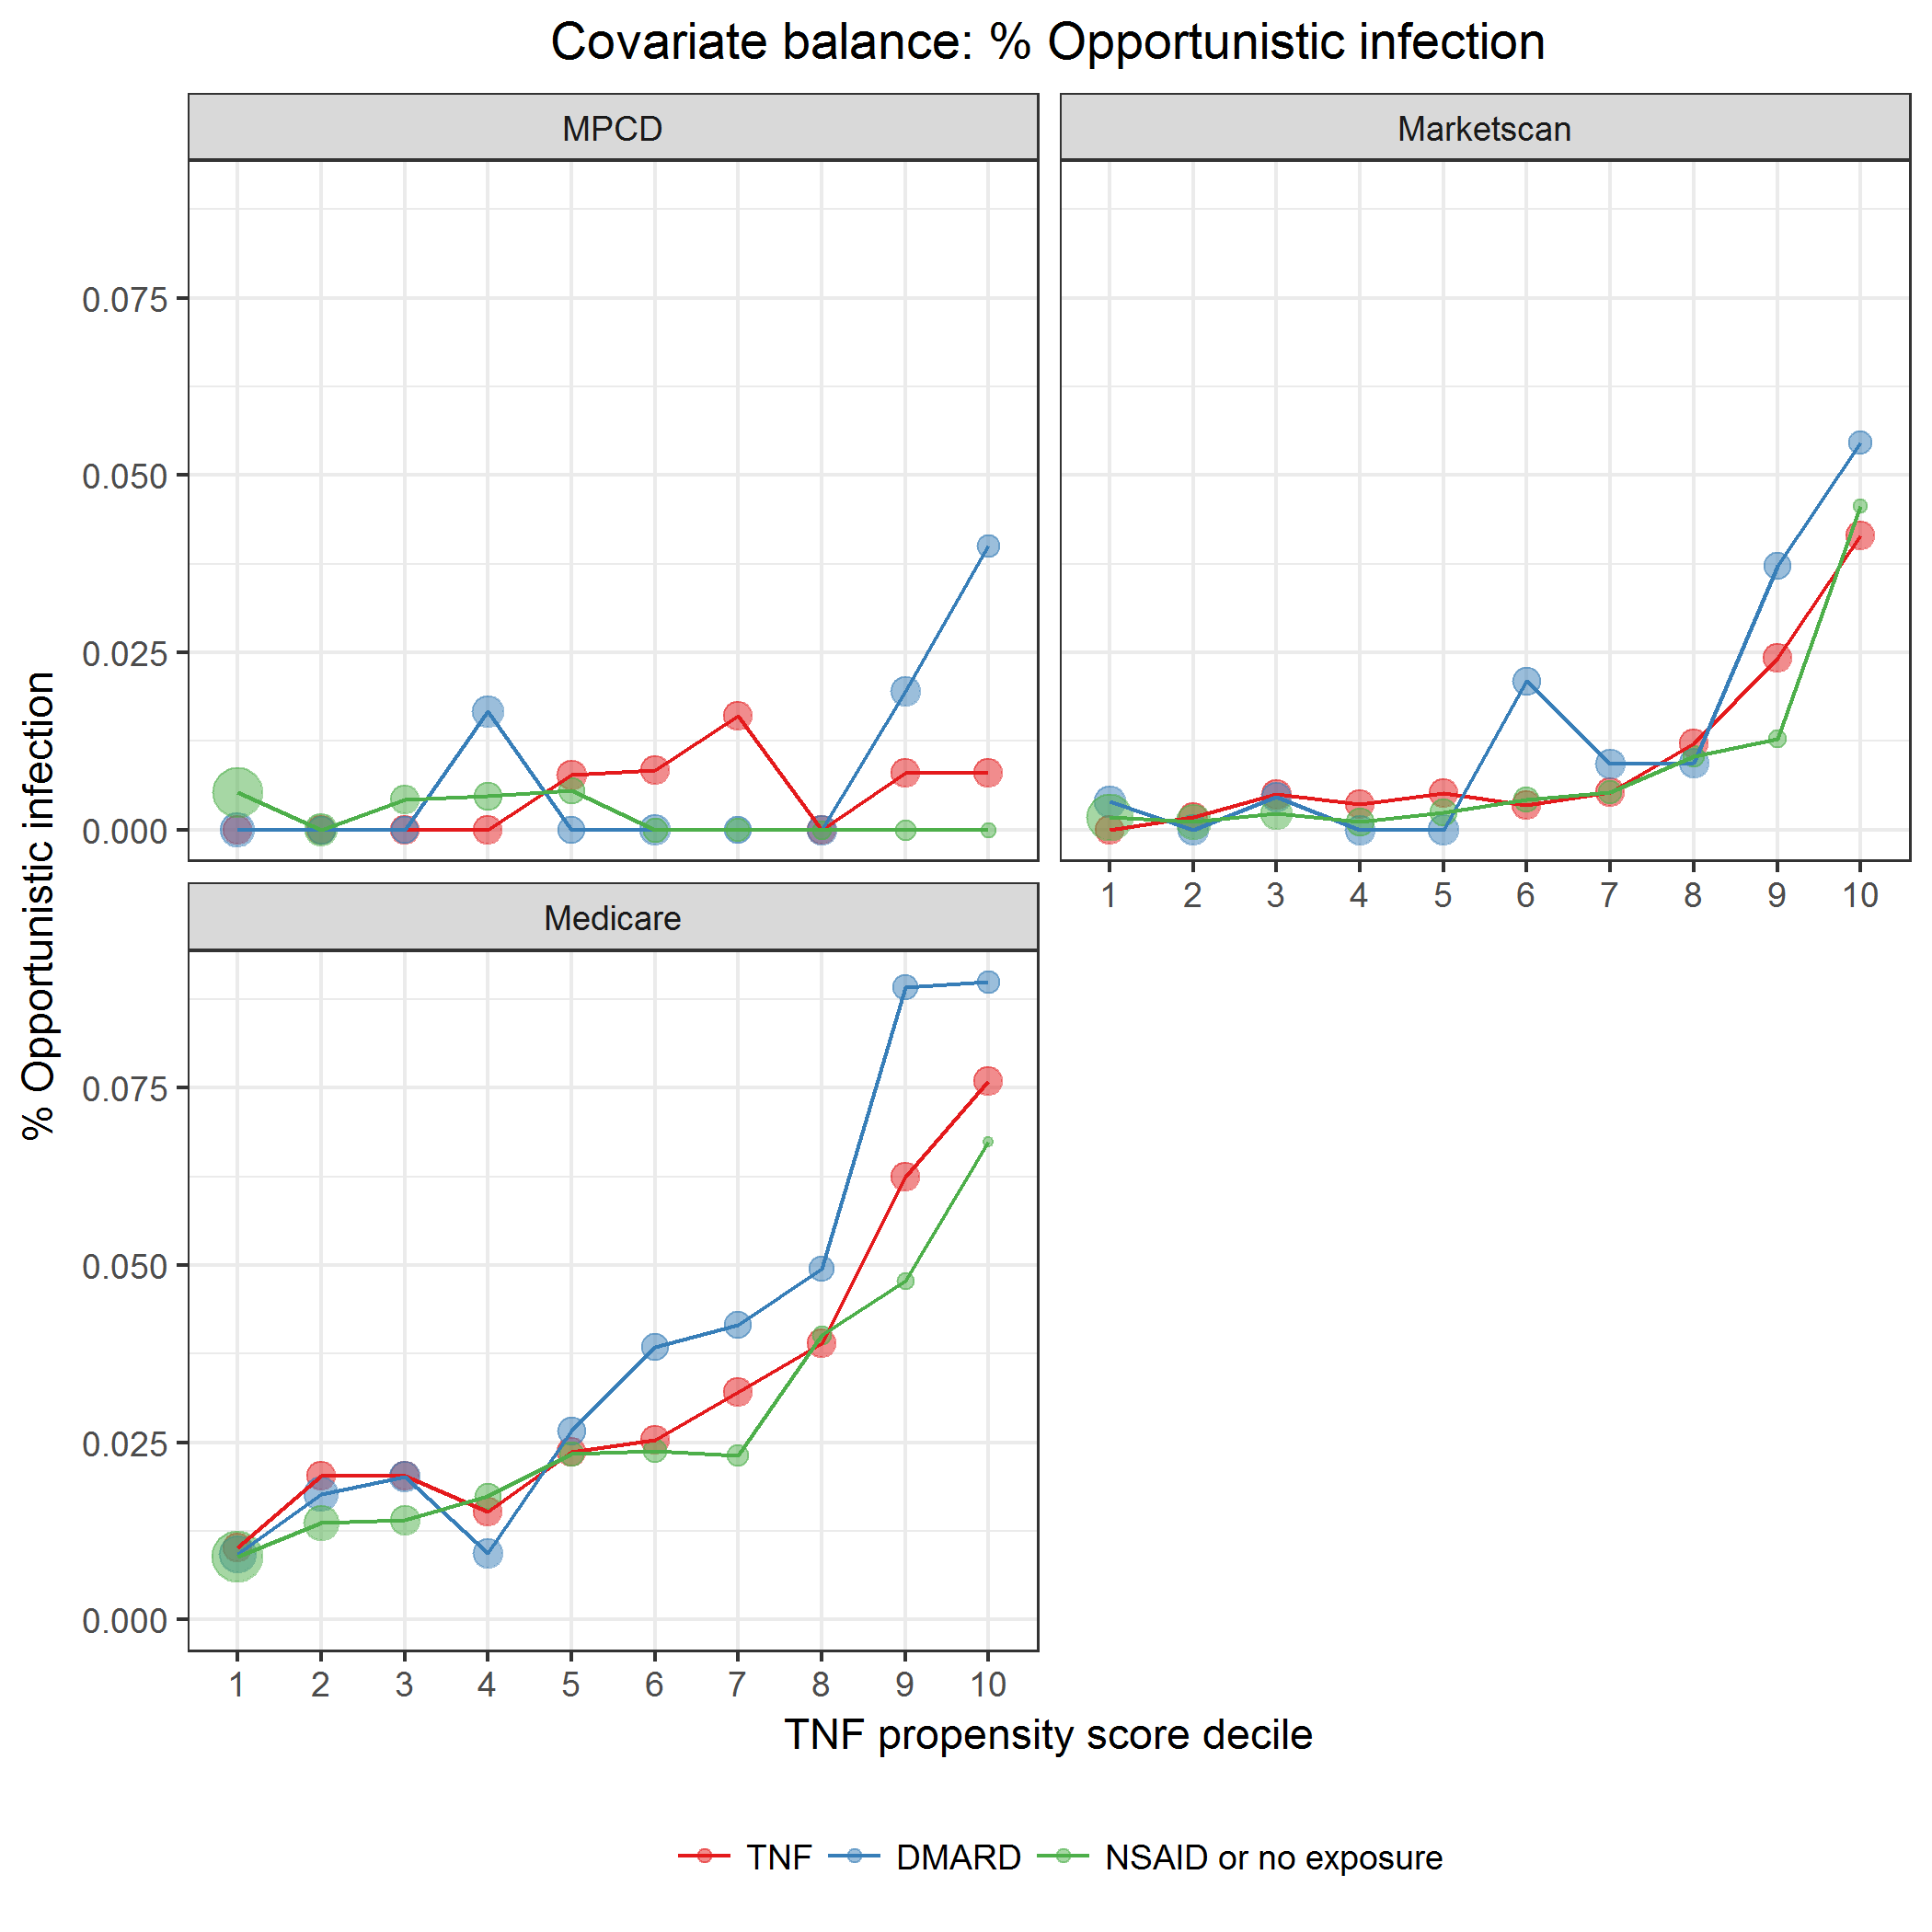 Covariate balance: % Opportunistic infection
MPCD
Marketscan
0.075
0.050
0.025
0.000
1 2 3 4 5 6 7 8 9 10
Medicare
0.075
0.050
0.025
0.000
1 2 3 4 5 6 7 8 9 10
% Opportunistic infection
TNF propensity score decile
TNF DMARD NSAID or no exposure